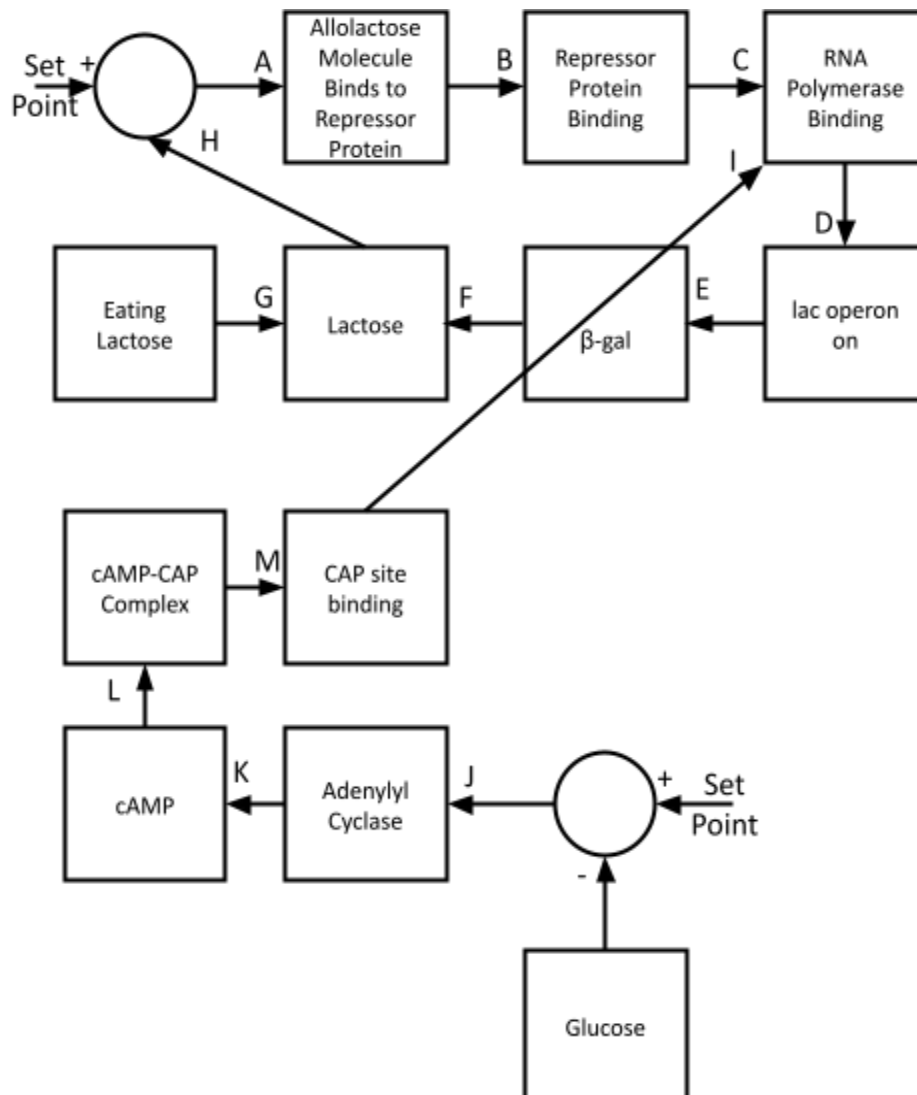 Set
Point
+
A
Allolactose
Molecule
Binds to
Repressor
Protein
B
Repressor
Protein
Binding
C
RNA
Polymerase
Binding
H
I
D
Eating
Lactose
G
Lactose
F
β-gal
E
lac operon
on
cAMP-CAP
Complex
M
CAP site
binding
L
cAMP
K
Adenylyl
Cyclase
J
+
Set
Point
-
Glucose